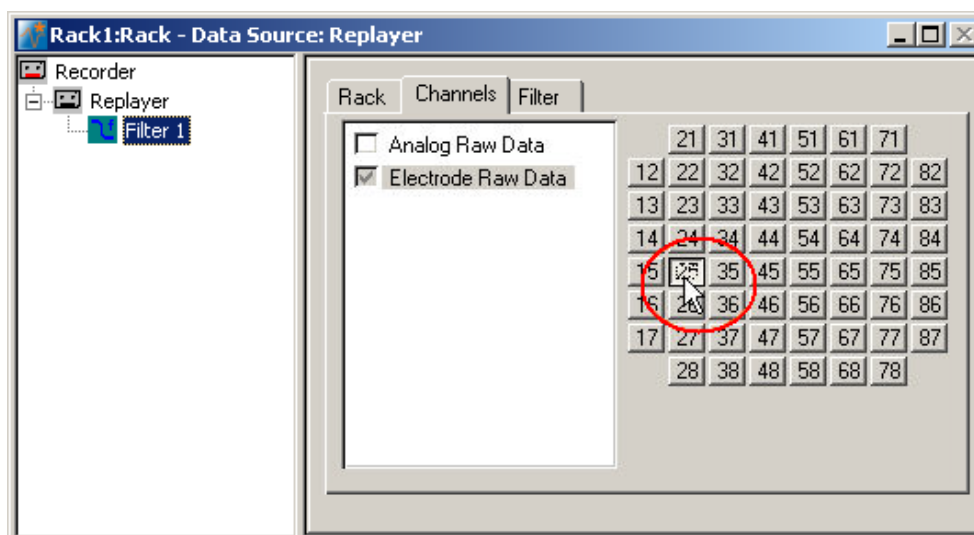 Rack1:Rack - Data Source: Replayer
Recorder
Replayer
Filter 1
Rack Channels Filter
Analog Raw Data
Electrode Raw Data
21 31 41 51 61 71
12 22 32 42 52 62 72 82
13 23 33 43 53 63 73 83
14 24 34 44 54 64 74 84
15 25 35 45 55 65 75 85
16 26 36 46 56 66 76 86
17 27 37 47 57 67 77 87
28 38 48 58 68 78